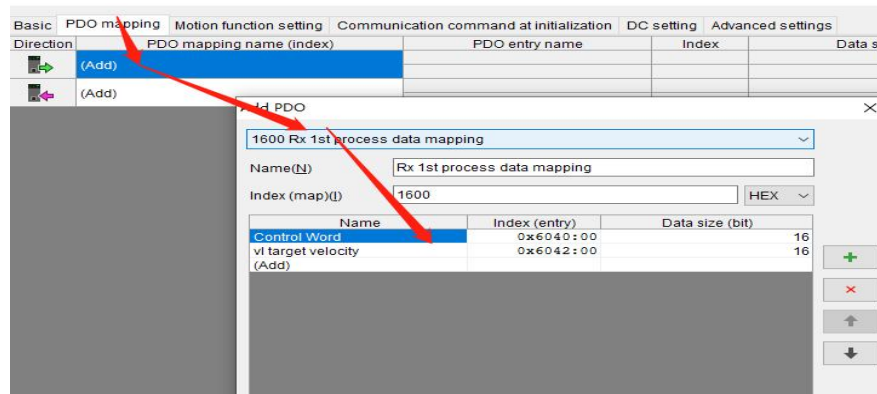 Basic PDO mapping Motion function setting Communication command at initialization DC setting Advanced settings
Direction PDO mapping name (index) PDO entry name Index Data s
(Add)
(Add)
Add PDO
1600 Rx 1st process data mapping
Name(N) Rx 1st process data mapping
Index (map)(I) 1600 HEX
Name Index (entry) Data size (bit)
Control Word 0x6040:00 16
vl target velocity 0x6042:00 16
(Add)